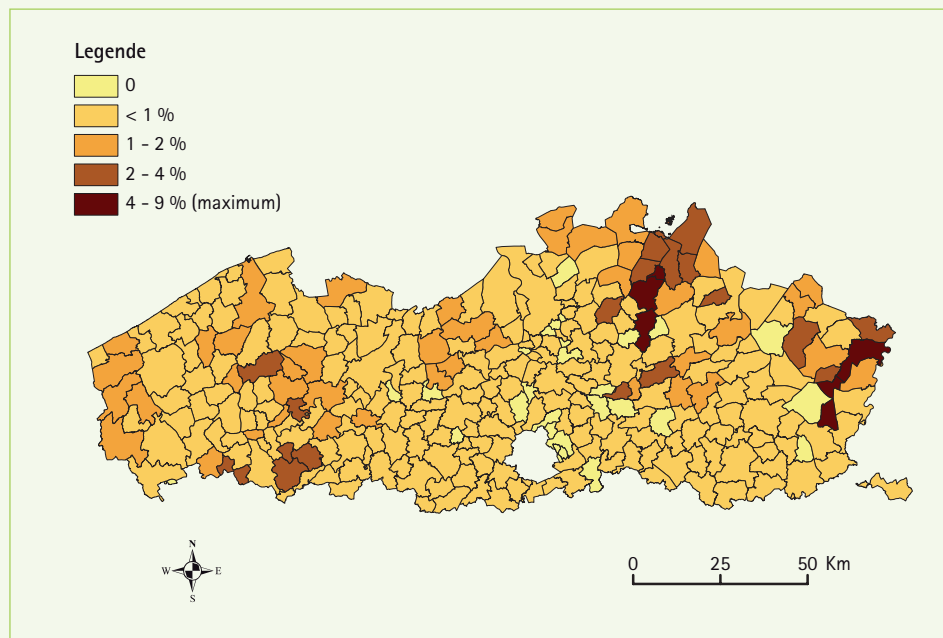 Legende
0
< 1 %
1 - 2 %
2 - 4 %
4 - 9 % (maximum)
N
W E
S
0 25 50 Km